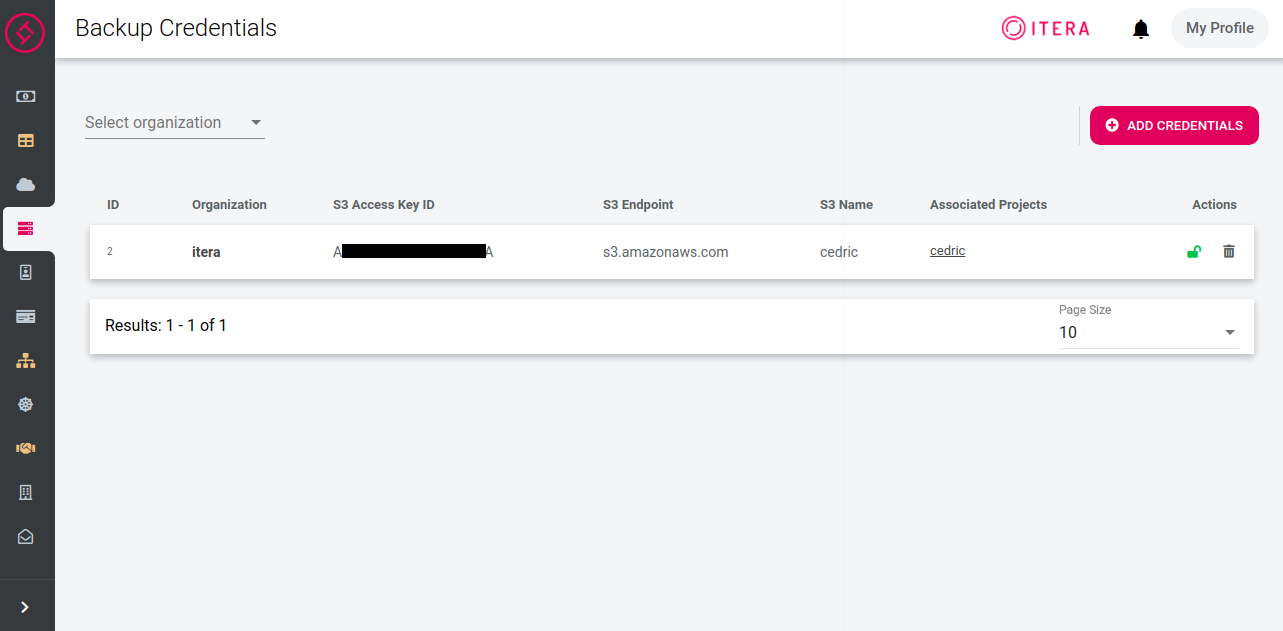 Backup Credentials
ITERA
My Profile
Select organization
ADD CREDENTIALS
ID Organization S3 Access Key ID S3 Endpoint S3 Name Associated Projects Actions
2 itera A A s3.amazonaws.com cedric cedric
Results: 1 - 1 of 1
Page Size
10